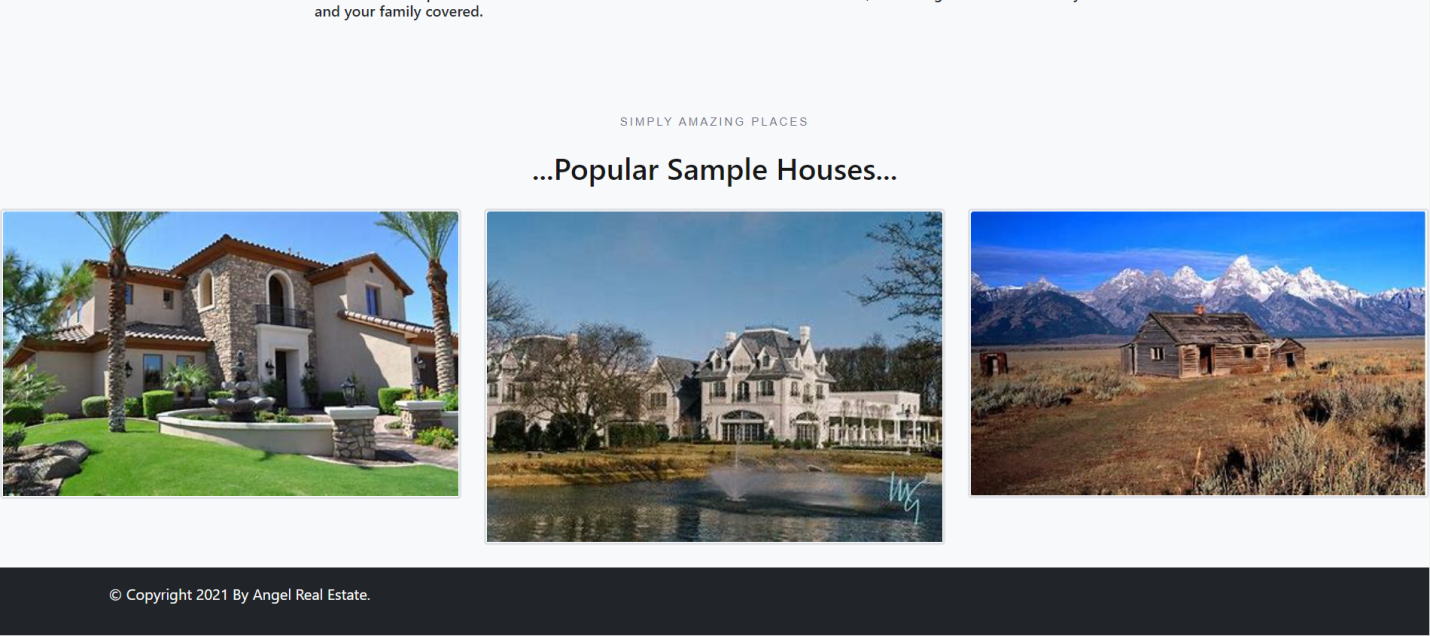 and your family covered.
SIMPLY AMAZING PLACES
...Popular Sample Houses...
© Copyright 2021 By Angel Real Estate.